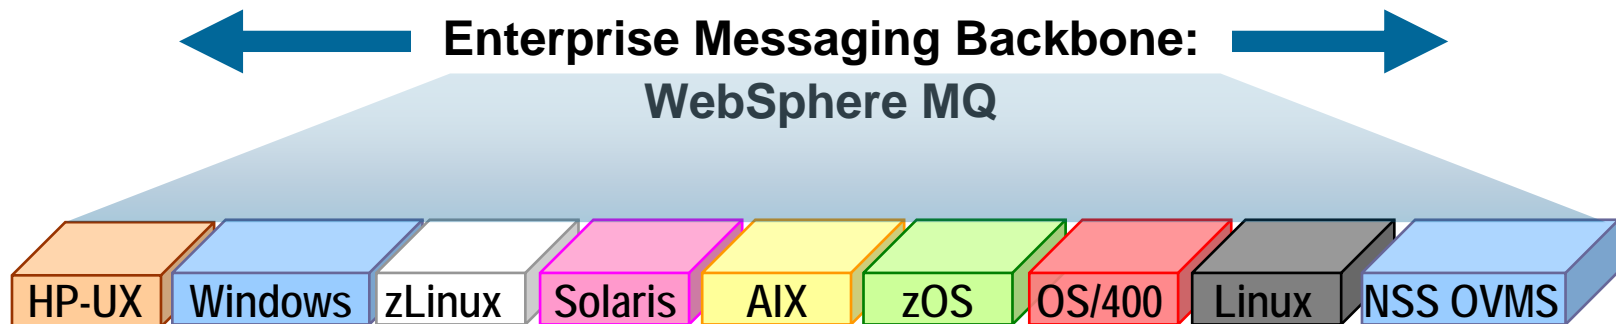 Enterprise Messaging Backbone:
WebSphere MQ
HP-UX Windows zLinux Solaris AIX zOS OS/400 Linux NSS OVMS